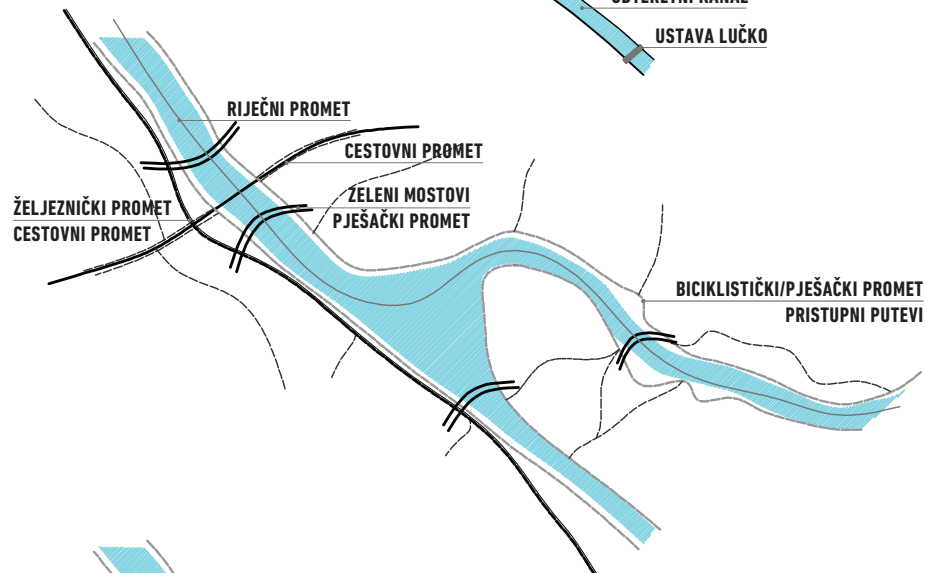 USTAVA LUČKO
RIJEČNI PROMET
CESTOVNI PROMET
ZELENI MOSTOVI
PJEŠAČKI PROMET
ŽELJEZNIČKI PROMET
CESTOVNI PROMET
BICIKLISTIČKI/PJEŠAČKI PROMET
PRISTUPNI PUTEVI